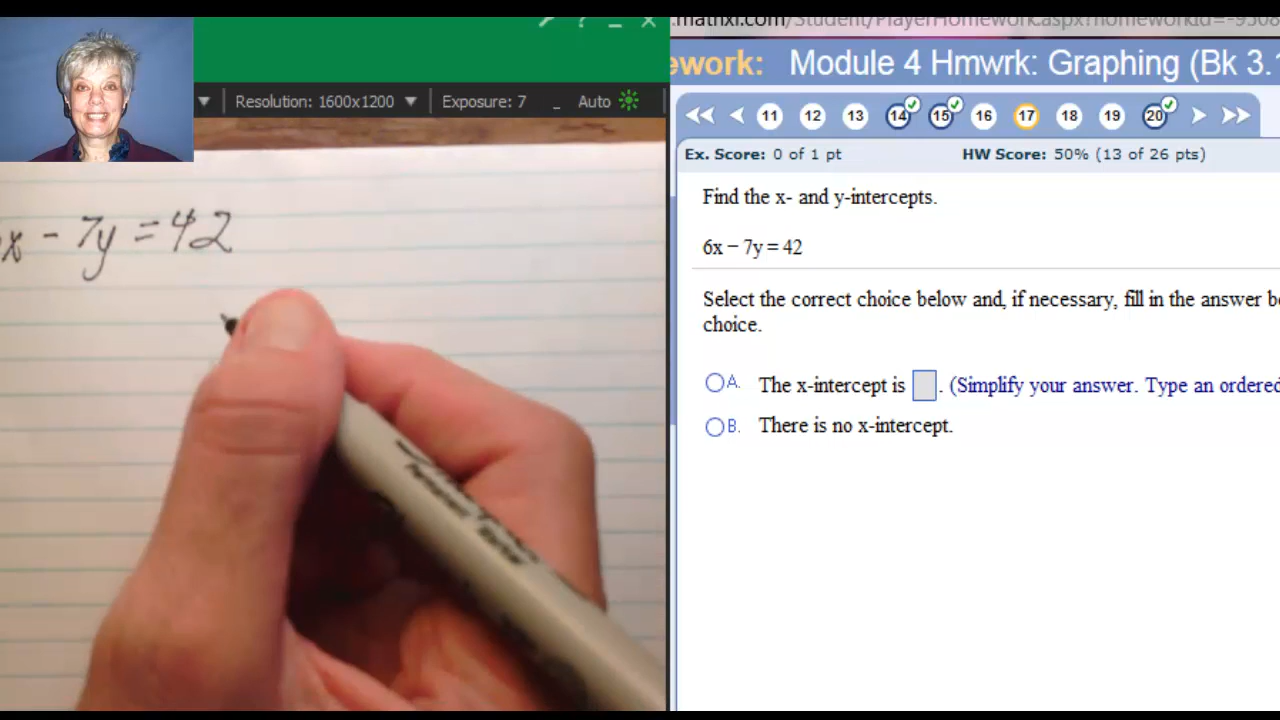 .mathxl.com/Student/PlayerHomework.aspx?homeworkId=-9508
Resolution: 1600x1200
Exposure: 7
Auto
ework: Module 4 Hmwrk: Graphing (Bk 3.1
11 12 13 14 15 16 17 18 19 20
Ex. Score: 0 of 1 pt
HW Score: 50% (13 of 26 pts)
x - 7y = 42
Find the x- and y-intercepts.
6x − 7y = 42
Select the correct choice below and, if necessary, fill in the answer b
choice.
A. The x-intercept is . (Simplify your answer. Type an ordered
B. There is no x-intercept.